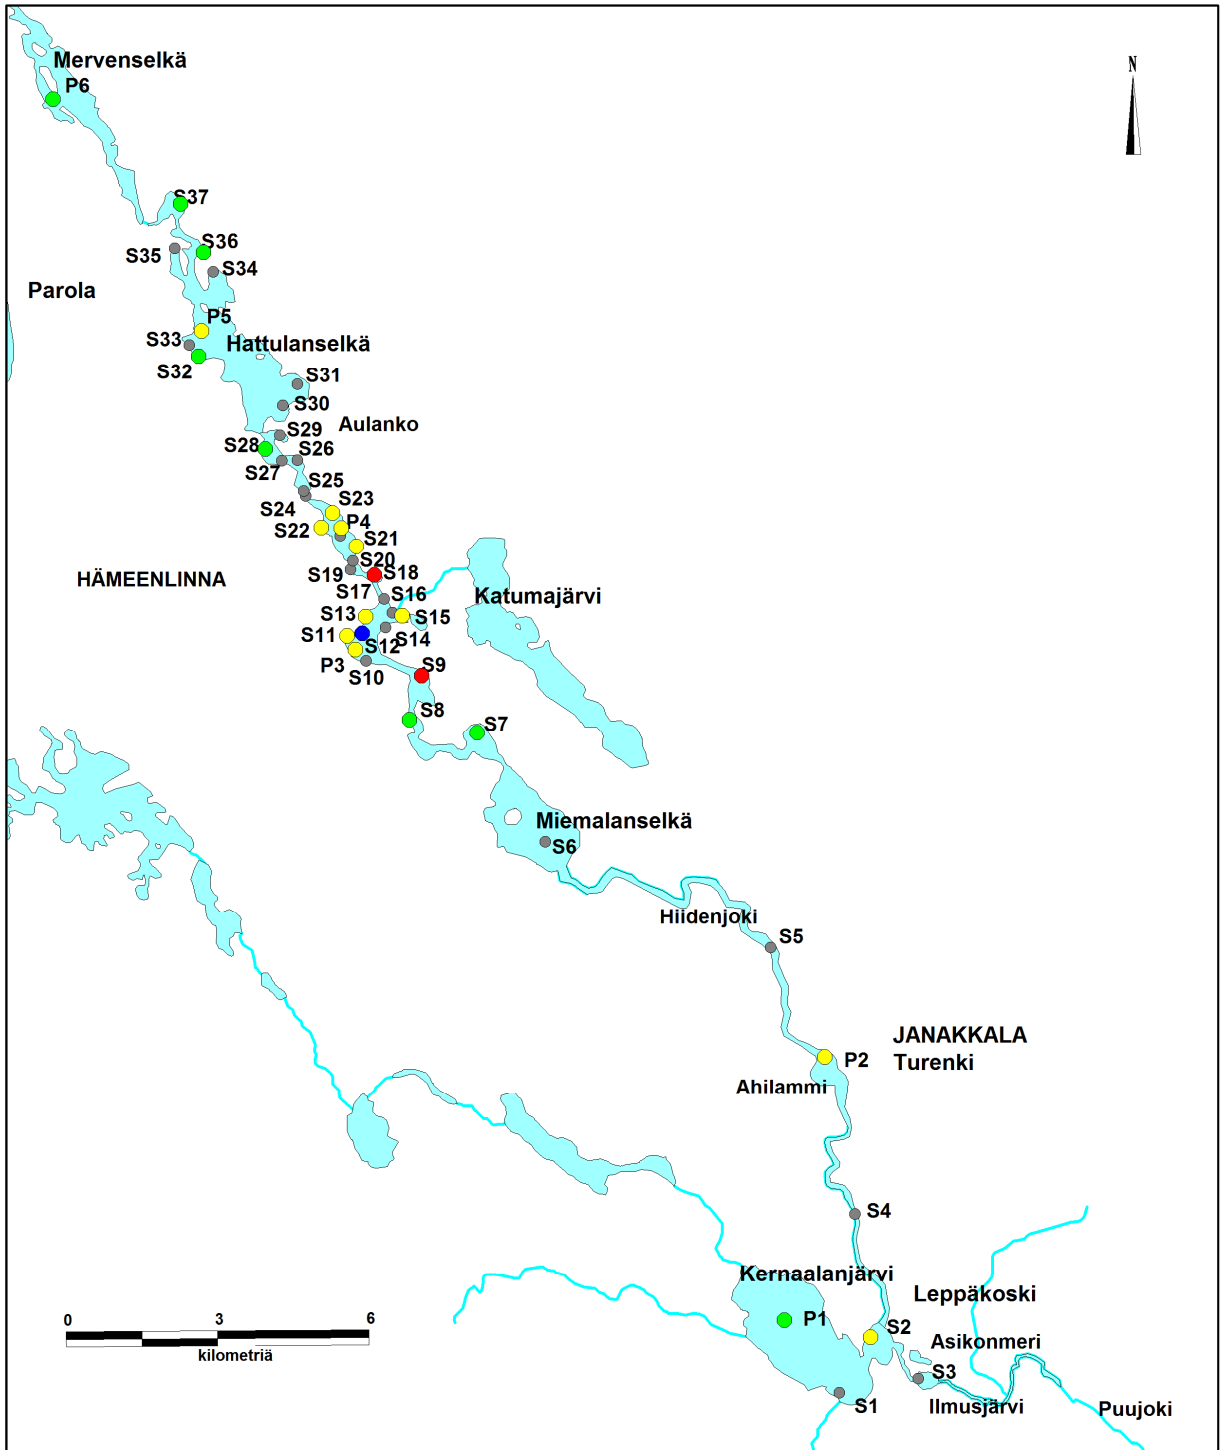 Mervenselkä
P6
N
S37
S36
S35
S34
Parola
P5
S33
Hattulanselkä
S32
S31
S30
Aulanko
S29
S28
S26
S27
S25
S24
S23
S22
P4
S21
S20
S19
S18
HÄMEENLINNA
S17
S16
Katumajärvi
S13
S15
S11
S14
S12
P3
S10
S9
S8
S7
Miemalanselkä
S6
Hiidenjoki
S5
JANAKKALA
Turenki
P2
Ahilammi
S4
Kernaalanjärvi
Leppäkoski
P1
S2
Asikonmeri
S3
S1
Ilmusjärvi
Puujoki
0 3 6
kilometriä